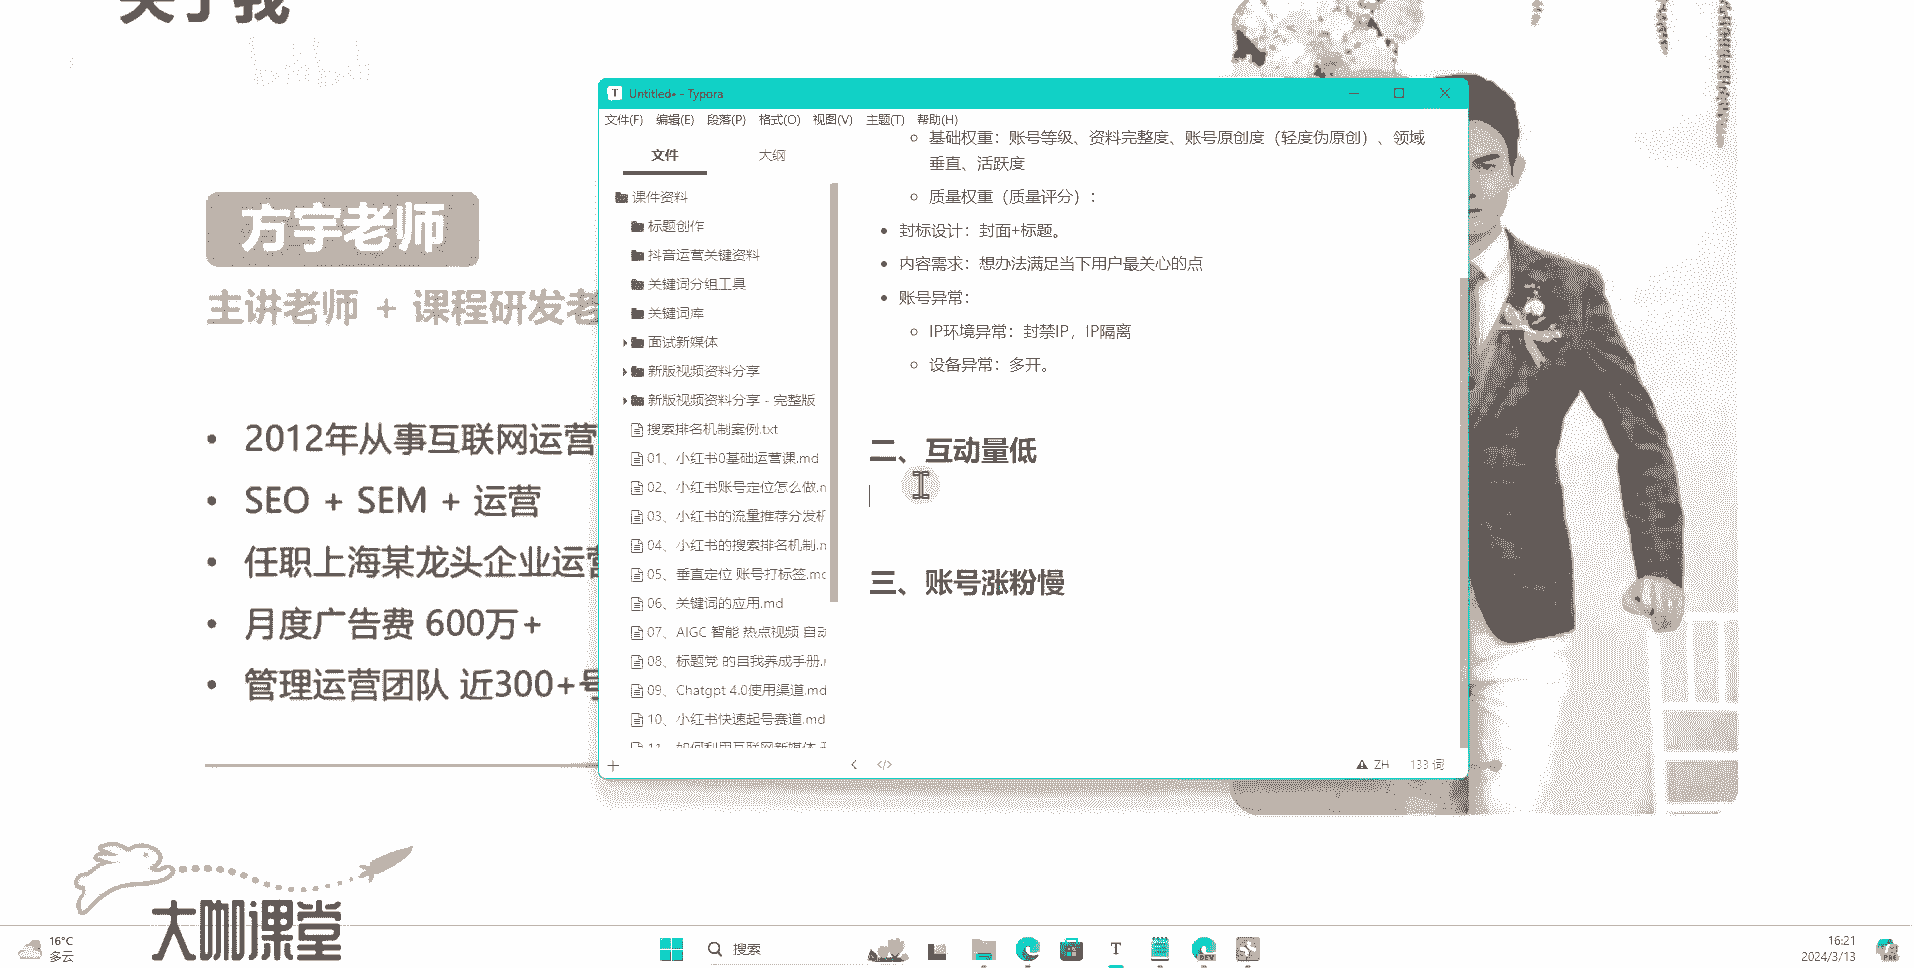 关于我
方宇老师
主讲老师 + 课程研发老
• 2012年从事互联网运营
• SEO + SEM + 运营
• 任职上海某龙头企业运营
• 月度广告费 600万+
• 管理运营团队 近300+号
大咖课堂
Untitled• - Typora
文件(F) 编辑(E) 段落(P) 格式(O) 视图(V) 主题(T) 帮助(H)
文件 大纲
课件资料
标题创作
抖音运营关键资料
关键词分组工具
关键词库
面试新媒体
新版视频资料分享
新版视频资料分享 - 完整版
搜索排名机制案例.txt
01、小红书0基础运营课.md
02、小红书账号定位怎么做.m
03、小红书的流量推荐分发机
04、小红书的搜索排名机制.m
05、垂直定位 账号打标签.md
06、关键词的应用.md
07、AIGC 智能 热点视频 自动
08、标题党 的自我养成手册.m
09、Chatgpt 4.0使用渠道.md
10、小红书快速起号赛道.md
11、如何利用互联网新媒体
基础权重：账号等级、资料完整度、账号原创度（轻度伪原创）、领域
垂直、活跃度
质量权重（质量评分）：
封标设计：封面+标题。
内容需求：想办法满足当下用户最关心的点
账号异常：
IP环境异常：封禁IP，IP隔离
设备异常：多开。
二、互动量低
三、账号涨粉慢
ZH 133 词
16°C
多云
搜索
16:21
2024/3/13